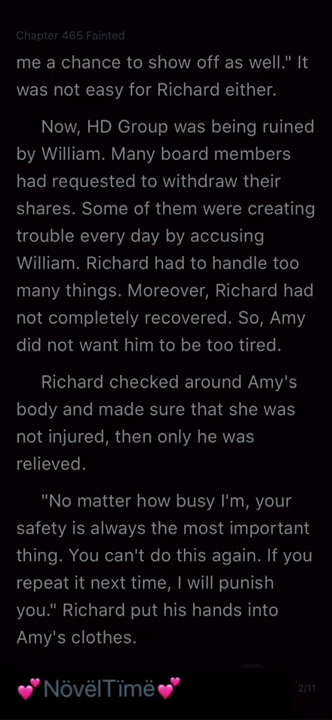 Chapter 465 Fainted
me a chance to show off as well." It
was not easy for Richard either.
Now, HD Group was being ruined
by William. Many board members
had requested to withdraw their
shares. Some of them were creating
trouble every day by accusing
William. Richard had to handle too
many things. Moreover, Richard had
not completely recovered. So, Amy
did not want him to be too tired.
Richard checked around Amy's
body and made sure that she was
not injured, then only he was
relieved.
"No matter how busy I'm, your
safety is always the most important
thing. You can't do this again. If you
repeat it next time, I will punish
you." Richard put his hands into
Amy's clothes.
💕NövëlTïmë💕
2/11